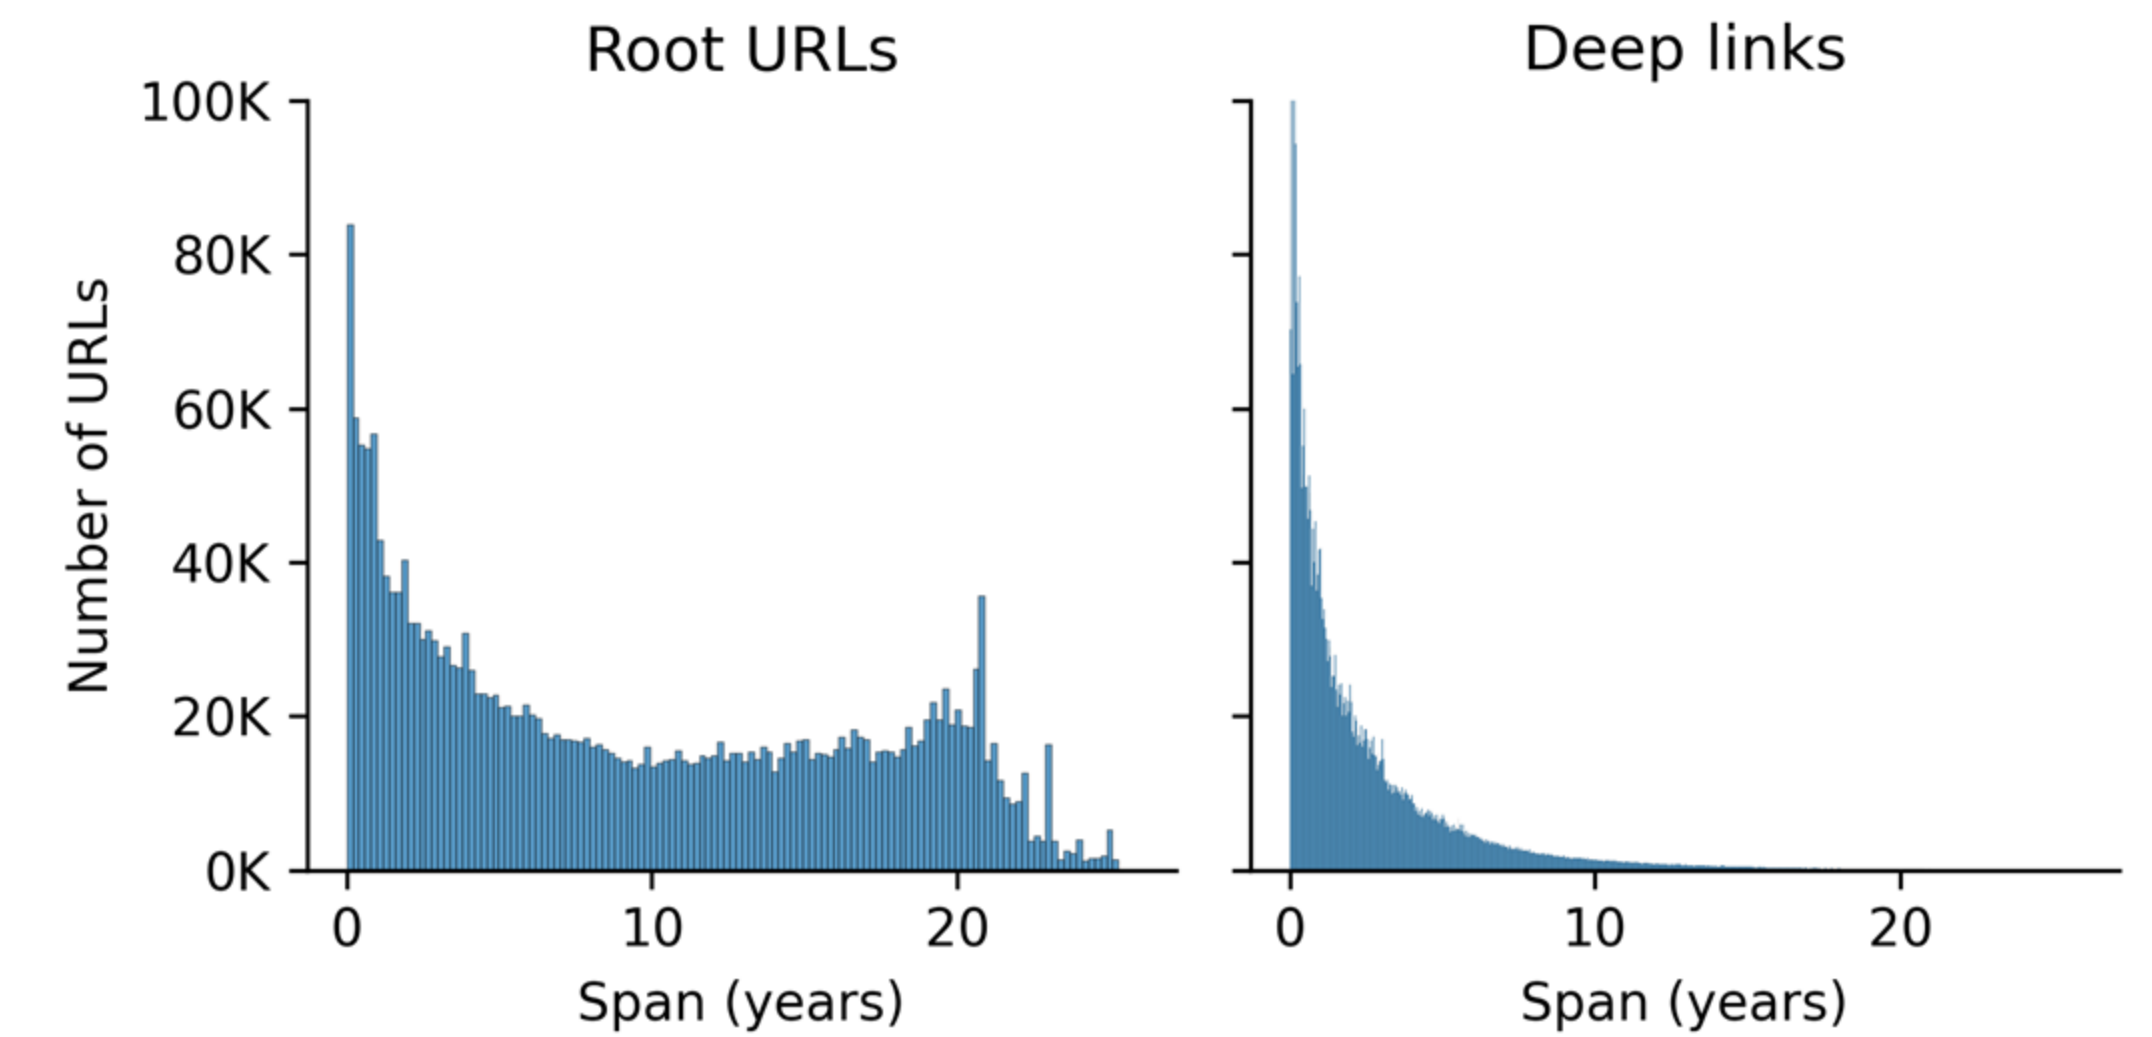 Root URLs
Deep links
100K
80K
60K
40K
20K
0K
Number of URLs
0 10 20
0 10 20
Span (years)
Span (years)